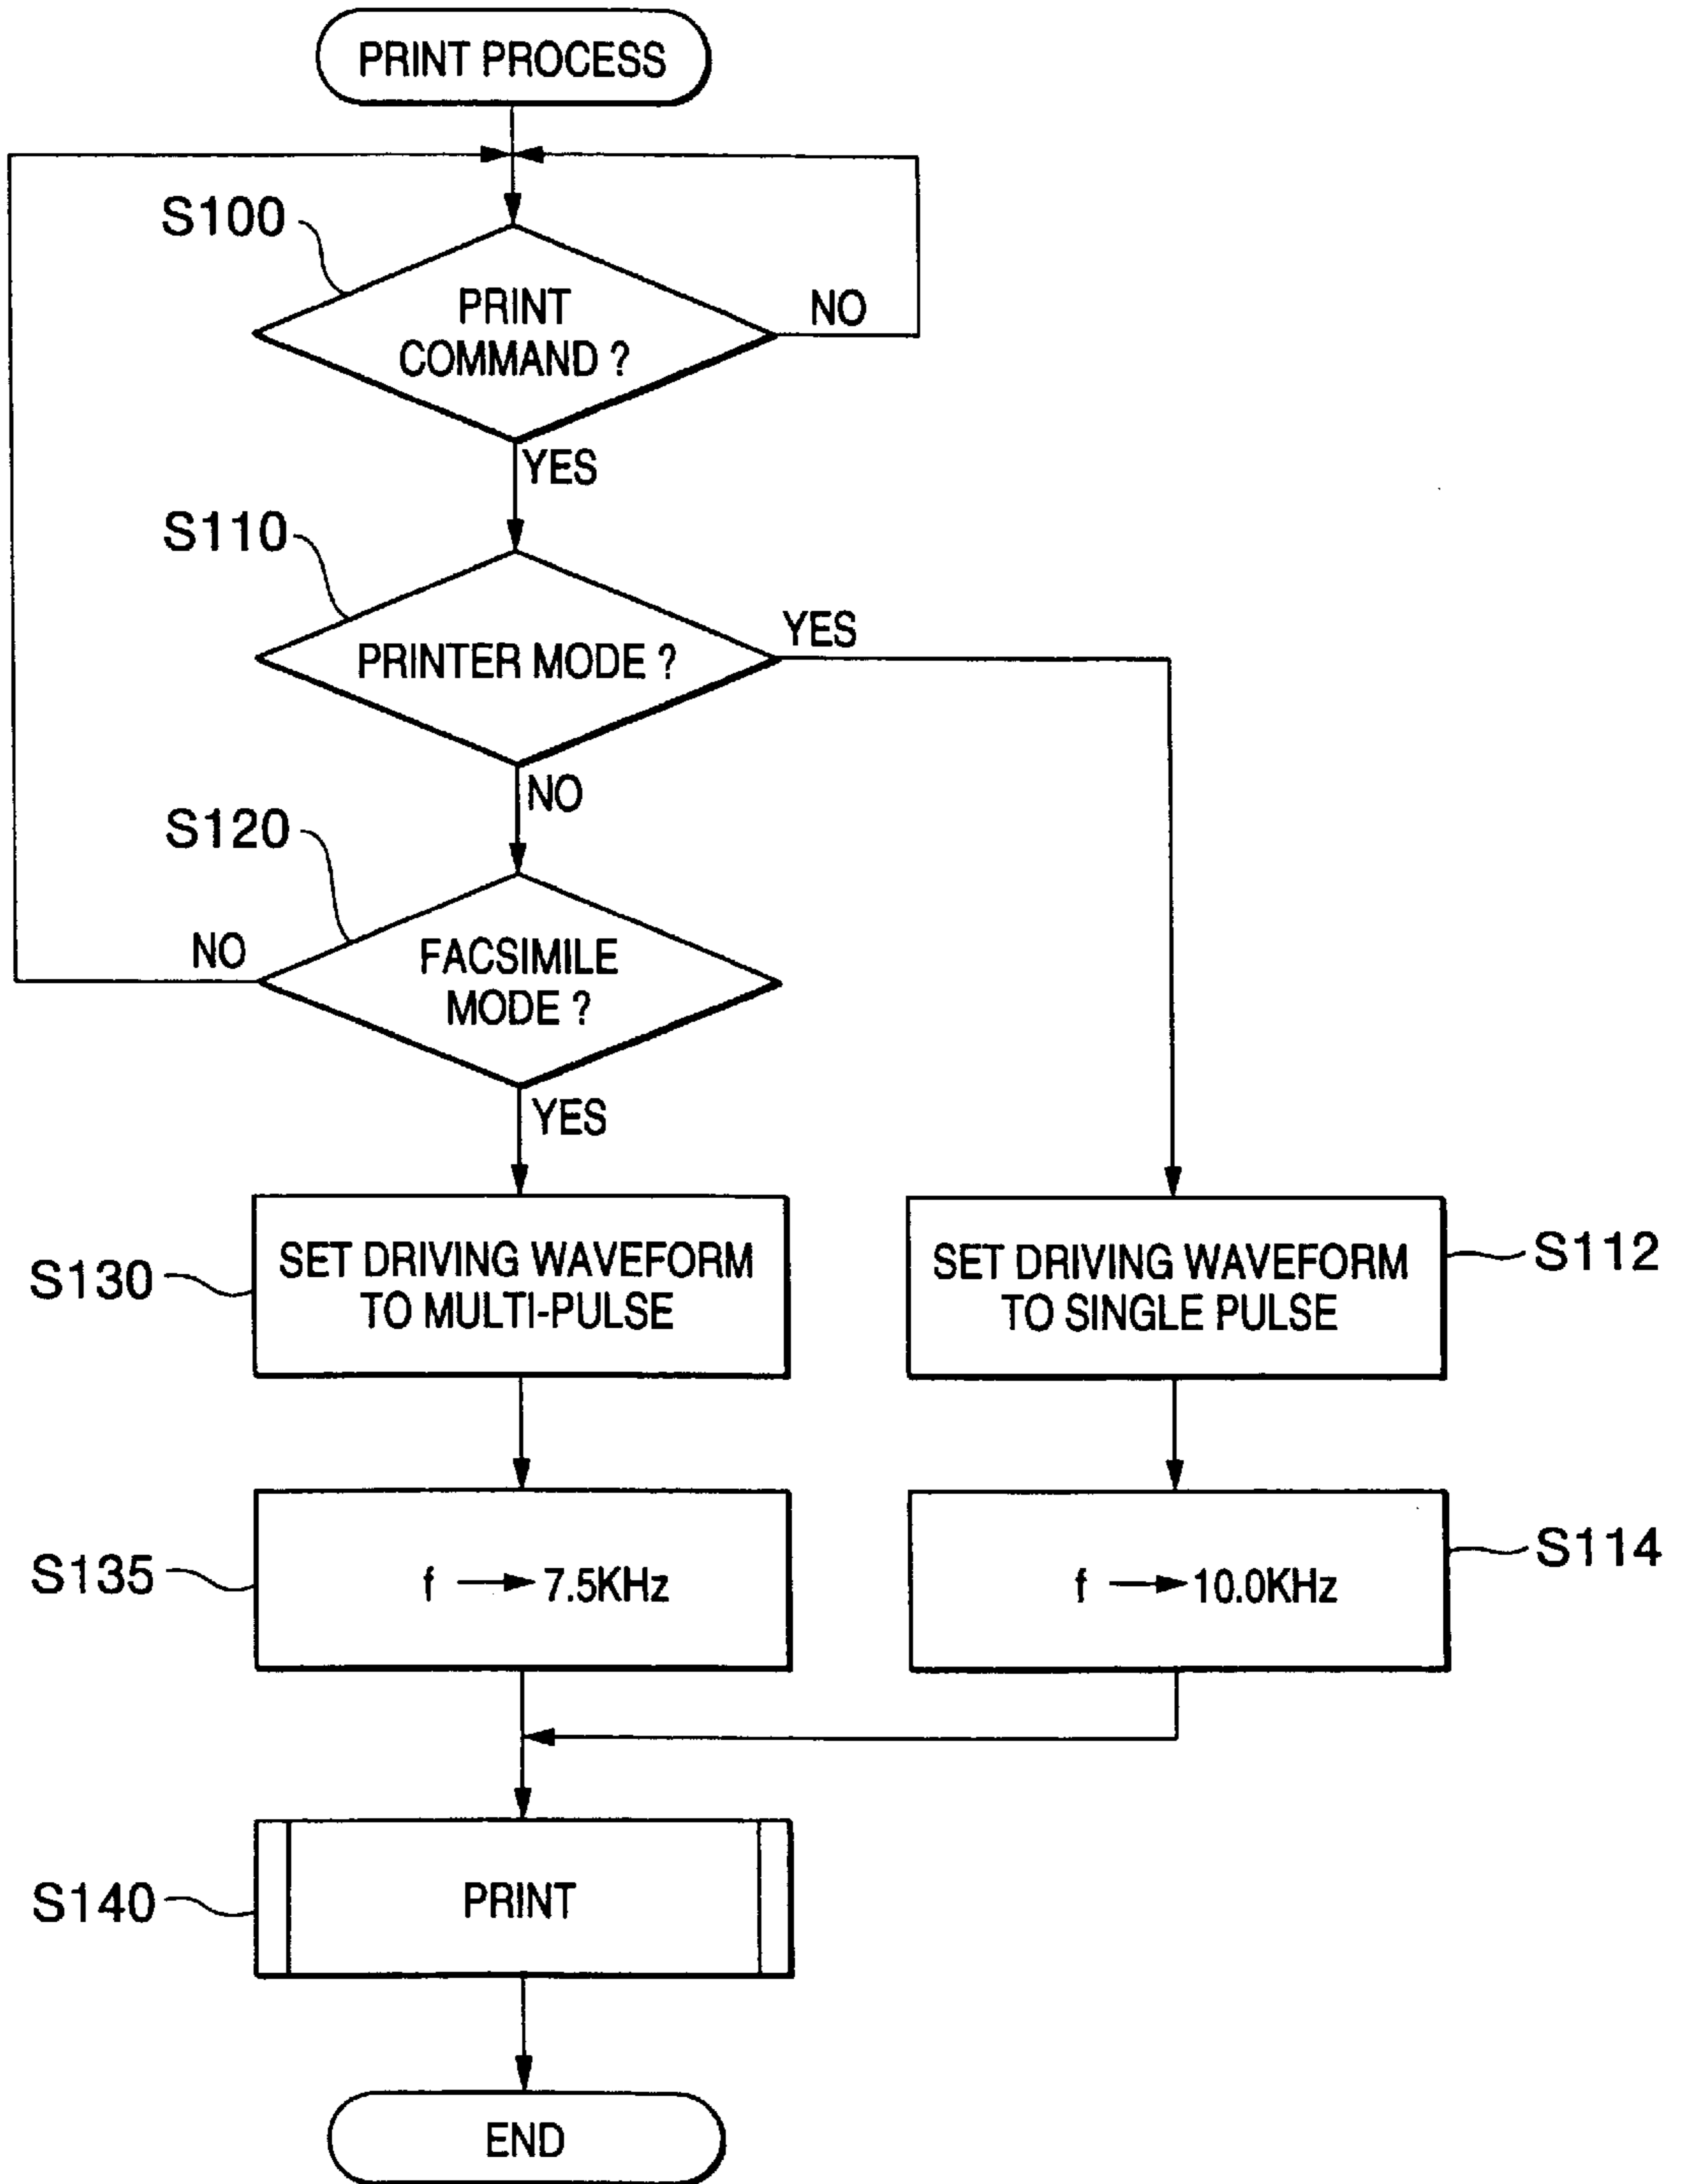 PRINT PROCESS
S100
PRINT
COMMAND ?
NO
YES
S110
PRINTER MODE ?
YES
NO
S120
FACSIMILE
MODE ?
NO
YES
S130
SET DRIVING WAVEFORM
TO MULTI-PULSE
SET DRIVING WAVEFORM
TO SINGLE PULSE
S112
S135
f → 7.5KHz
f → 10.0KHz
S114
S140
PRINT
END